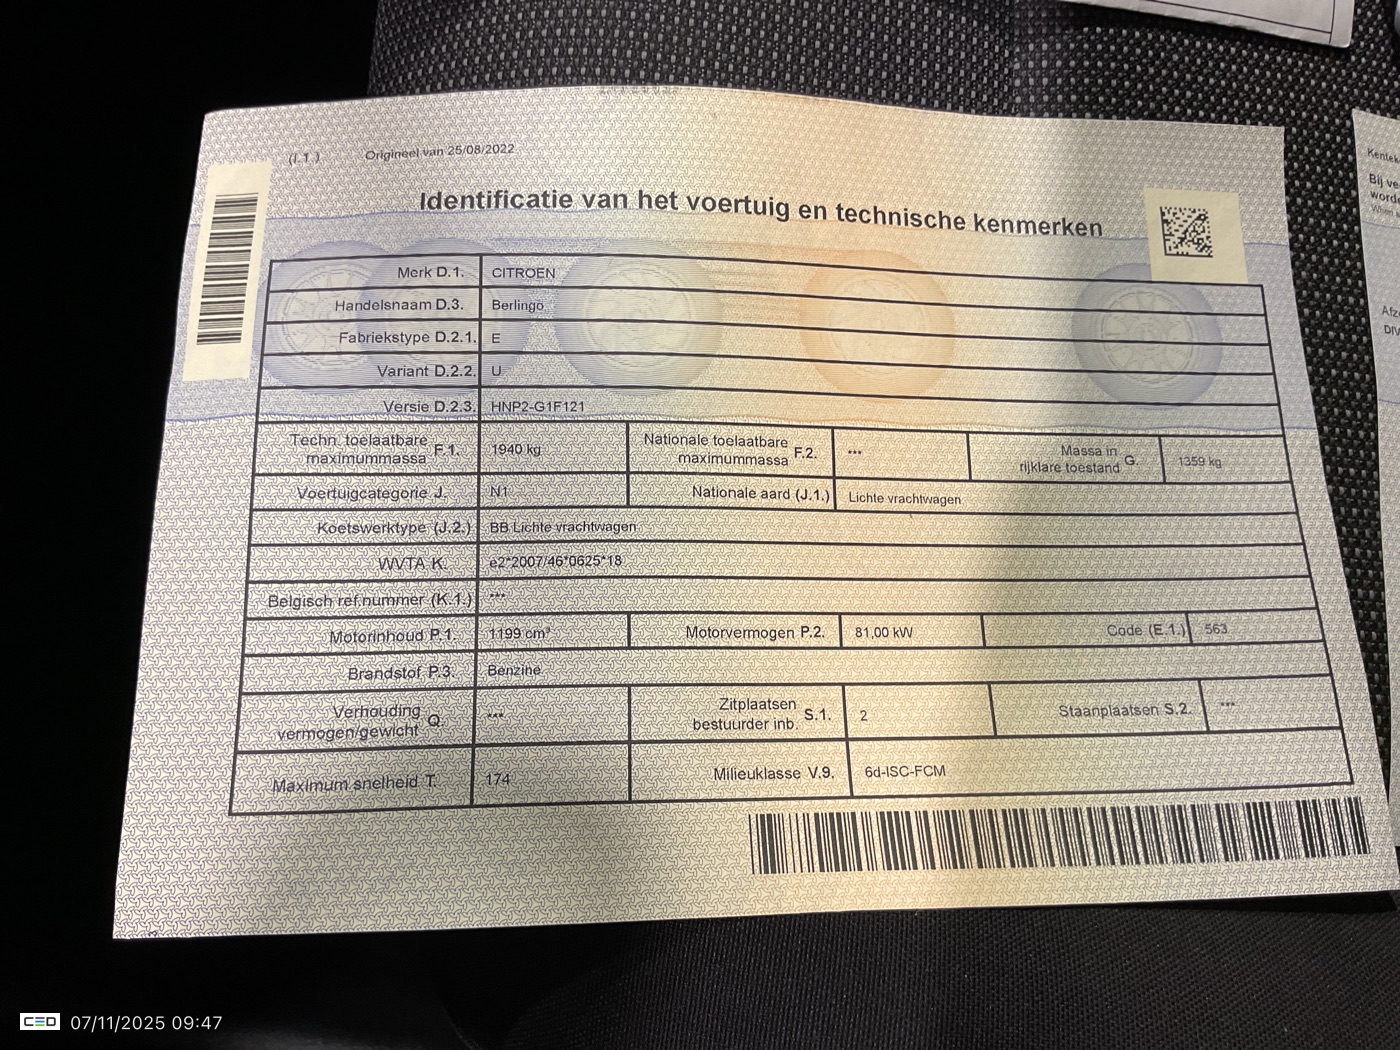 (I.1 ) Origineel van 25/08/2022
Identificatie van het voertuig en technische kenmerken
Merk D.1. CITROEN
Handelsnaam D.3. Berlingo
Fabriekstype D.2.1. E
Variant D.2.2. U
Versie D.2.3. HNP2-G1F121
Techn. toelaatbare maximummassa F.1. 1940 kg Nationale toelaatbare maximummassa F.2. *** Massa in rijklare toestand G. 1359 kg
Voertuigcategorie J. N1 Nationale aard (J.1.) Lichte vrachtwagen
Koetswerktype (J.2.) BB Lichte vrachtwagen
WVTA K. e2*2007/46*0625*18
Belgisch ref.nummer (K.1.) ***
Motorinhoud P.1. 1199 cm³ Motorvermogen P.2. 81,00 kW Code (E.1.) 563
Brandstof P.3. Benzine
Verhouding vermogen/gewicht Q. *** Zitplaatsen bestuurder inb. S.1. 2 Staanplaatsen S.2. ***
Maximum snelheid T. 174 Milieuklasse V.9. 6d-ISC-FCM
Bij
CED 07/11/2025 09:47